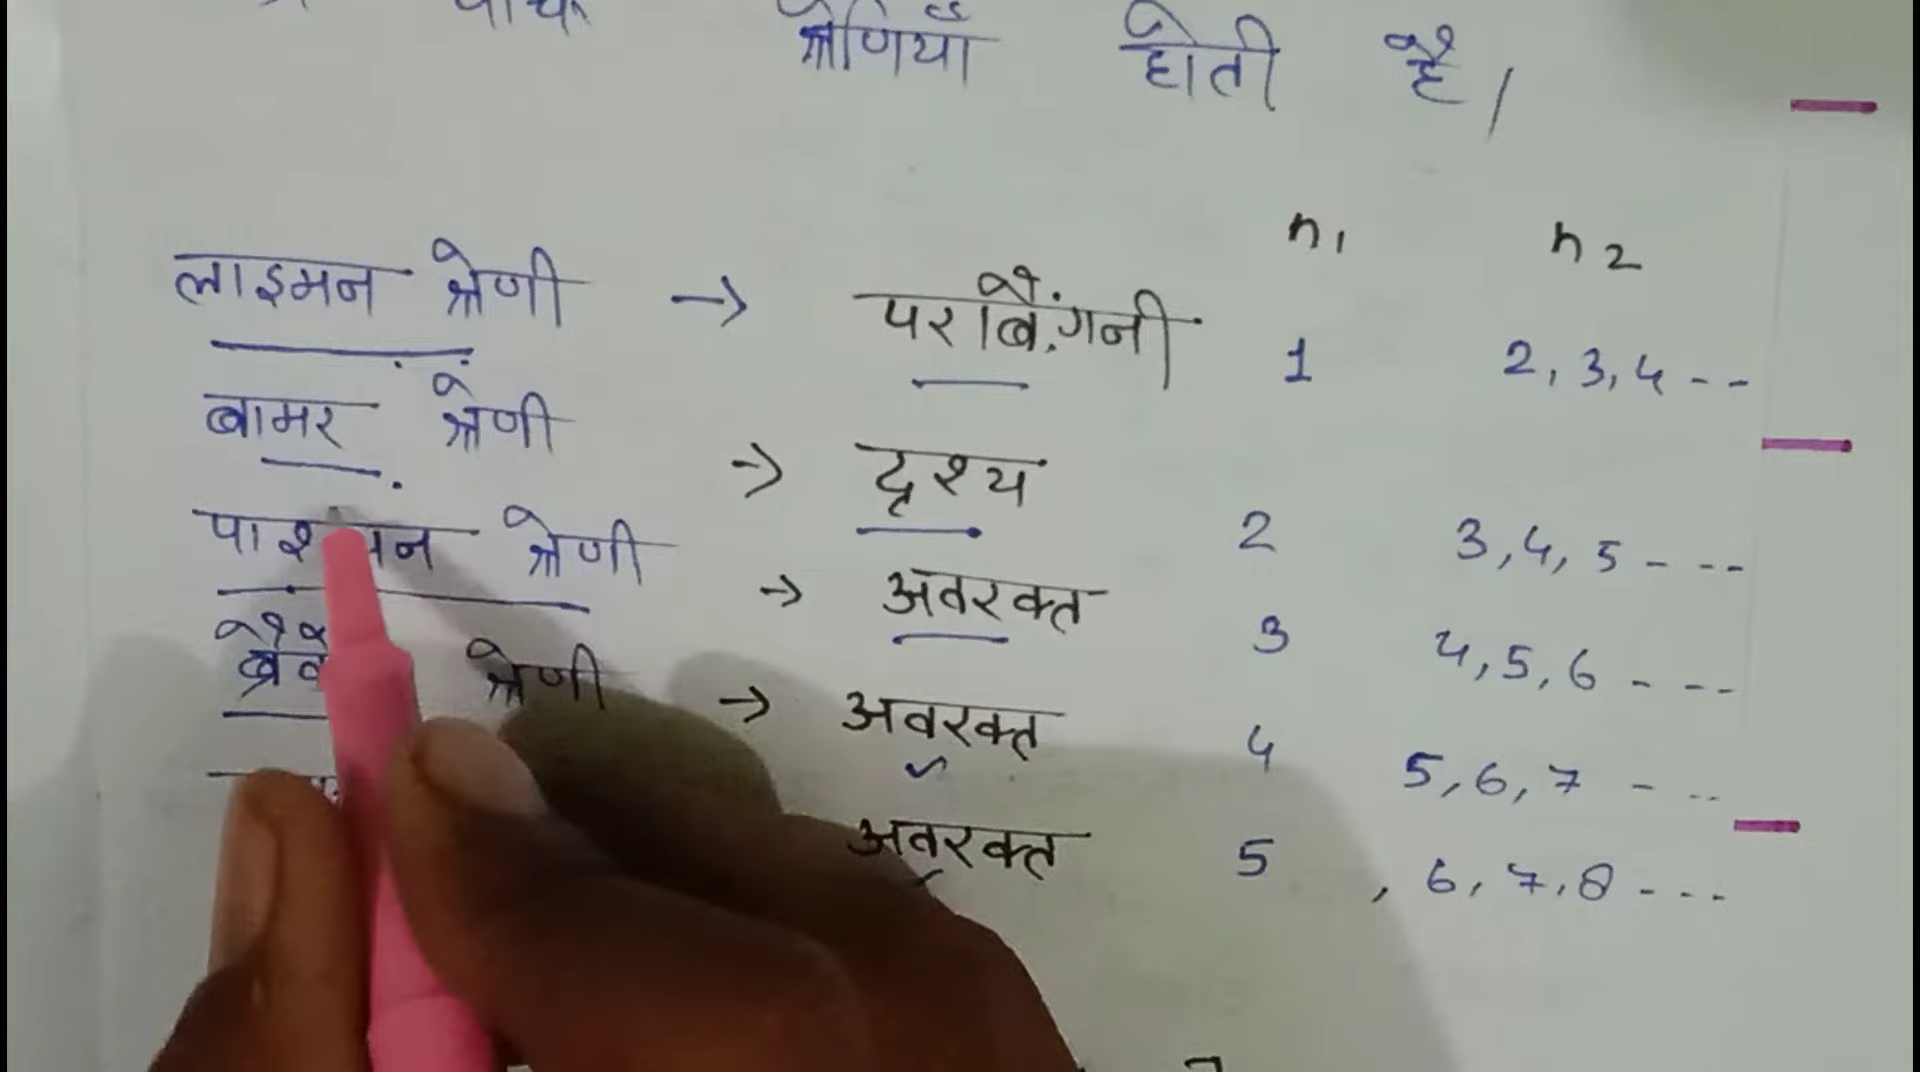 श्रेणियाँ होती है।
n1 n2
लाइमन श्रेणी → परबैंगनी 1 2, 3, 4 - -
बामर श्रेणी → दृश्य 2 3, 4, 5 - - -
श्रेणी → अवरक्त 3 4, 5, 6 - - -
श्रेणी → अवरक्त 4 5, 6, 7 - - -
अवरक्त 5 , 6, 7, 8 - - -